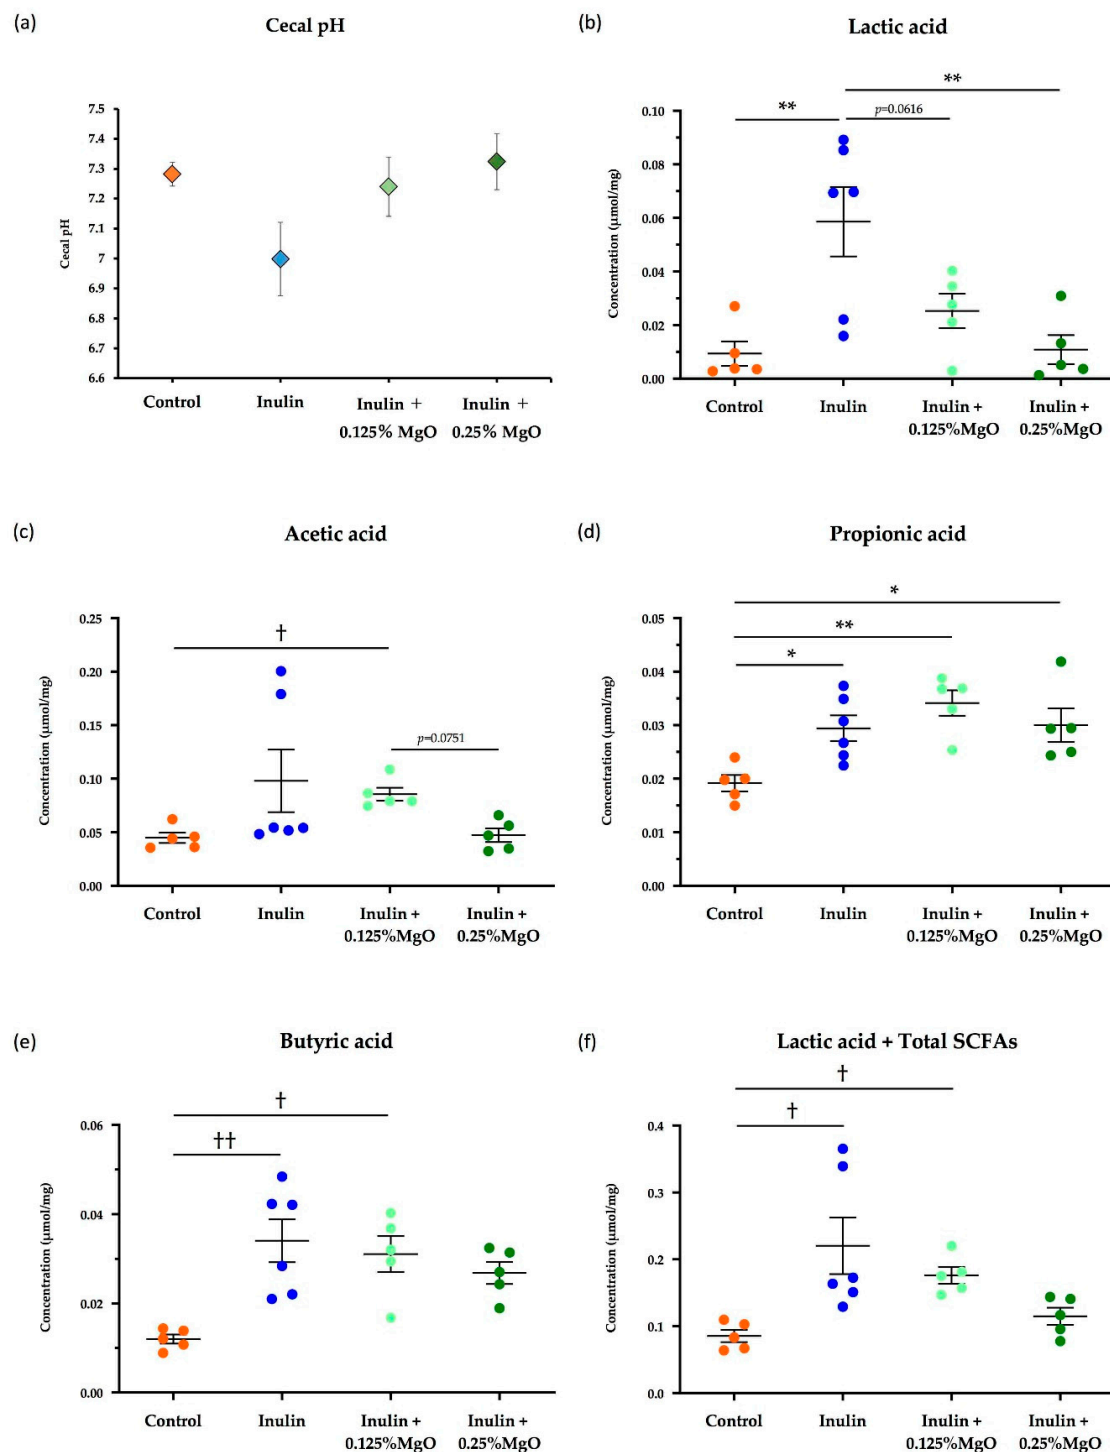 (a)
Cecal pH
7.5
7.4
7.3
7.2
7.1
7
6.9
6.8
6.7
6.6
Cecal pH
Control
Inulin
Inulin +
0.125% MgO
Inulin +
0.25% MgO
(b)
Lactic acid
**
**
p=0.0616
0.10
0.08
0.06
0.04
0.02
0.00
Concentration (μmol/mg)
Control
Inulin
Inulin +
0.125%MgO
Inulin +
0.25%MgO
(c)
Acetic acid
†
p=0.0751
0.25
0.20
0.15
0.10
0.05
0.00
Concentration (μmol/mg)
Control
Inulin
Inulin +
0.125%MgO
Inulin +
0.25%MgO
(d)
Propionic acid
*
**
*
0.05
0.04
0.03
0.02
0.01
0.00
Concentration (μmol/mg)
Control
Inulin
Inulin +
0.125%MgO
Inulin +
0.25%MgO
(e)
Butyric acid
†
††
0.06
0.04
0.02
0.00
Concentration (μmol/mg)
Control
Inulin
Inulin +
0.125%MgO
Inulin +
0.25%MgO
(f)
Lactic acid + Total SCFAs
†
†
0.4
0.3
0.2
0.1
0.0
Concentration (μmol/mg)
Control
Inulin
Inulin +
0.125%MgO
Inulin +
0.25%MgO